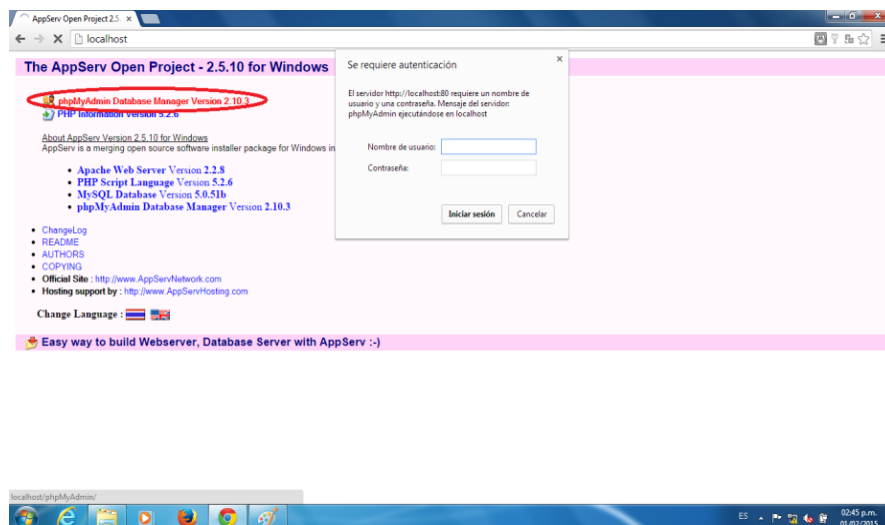 AppServ Open Project 2.5.
localhost
The AppServ Open Project - 2.5.10 for Windows
phpMyAdmin Database Manager Version 2.10.3
PHP Information Version 5.2.6
About AppServ Version 2.5.10 for Windows
AppServ is a merging open source software installer package for Windows in
Apache Web Server Version 2.2.8
PHP Script Language Version 5.2.6
MySQL Database Version 5.0.51b
phpMyAdmin Database Manager Version 2.10.3
ChangeLog
README
AUTHORS
COPYING
Official Site : http://www.AppServNetwork.com
Hosting support by : http://www.AppServHosting.com
Change Language :
Easy way to build Webserver, Database Server with AppServ :-)
Se requiere autenticación
El servidor http://localhost:80 requiere un nombre de
usuario y una contraseña. Mensaje del servidor:
phpMyAdmin ejecutándose en localhost
Nombre de usuario:
Contraseña:
Iniciar sesión Cancelar
localhost/phpMyAdmin/
ES 02:45 p.m.
01/02/2015